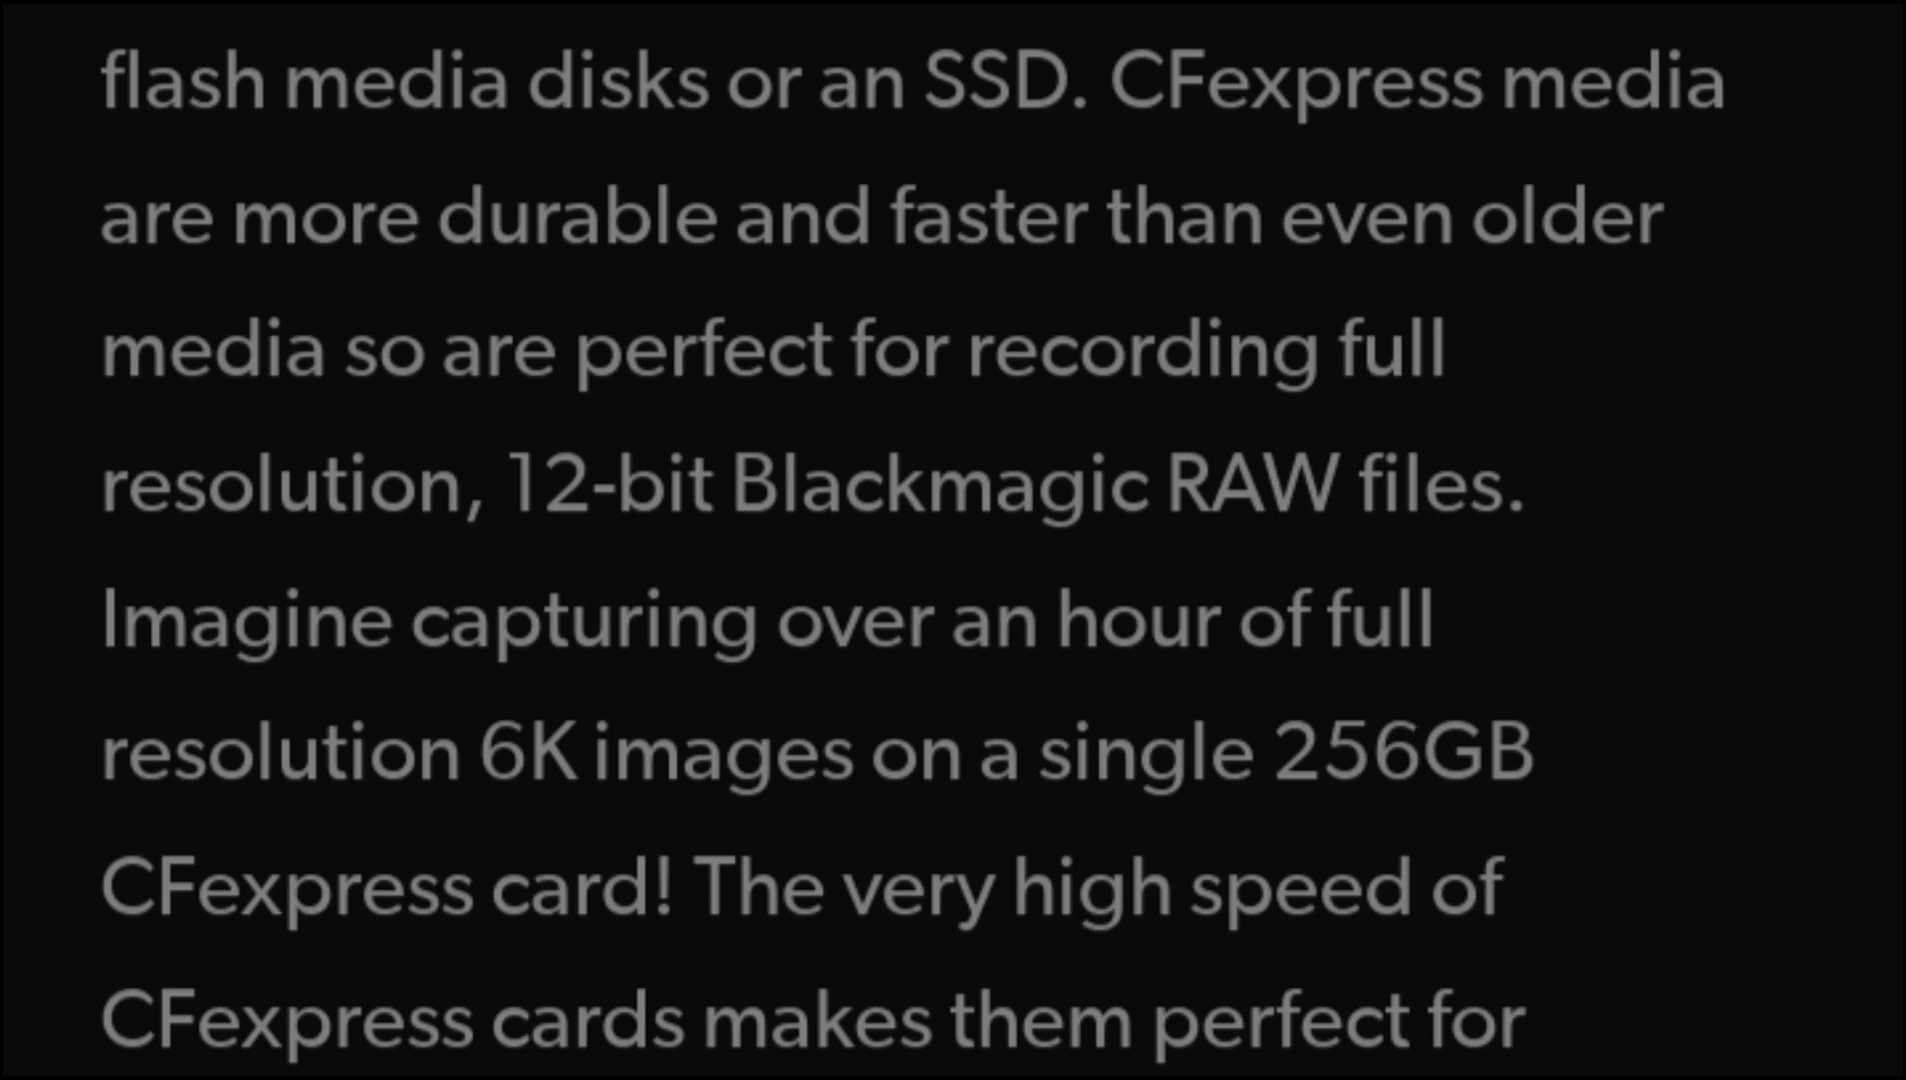 flash media disks or an SSD. CFexpress media
are more durable and faster than even older
media so are perfect for recording full
resolution, 12-bit Blackmagic RAW files.
Imagine capturing over an hour of full
resolution 6K images on a single 256GB
CFexpress card! The very high speed of
CFexpress cards makes them perfect for